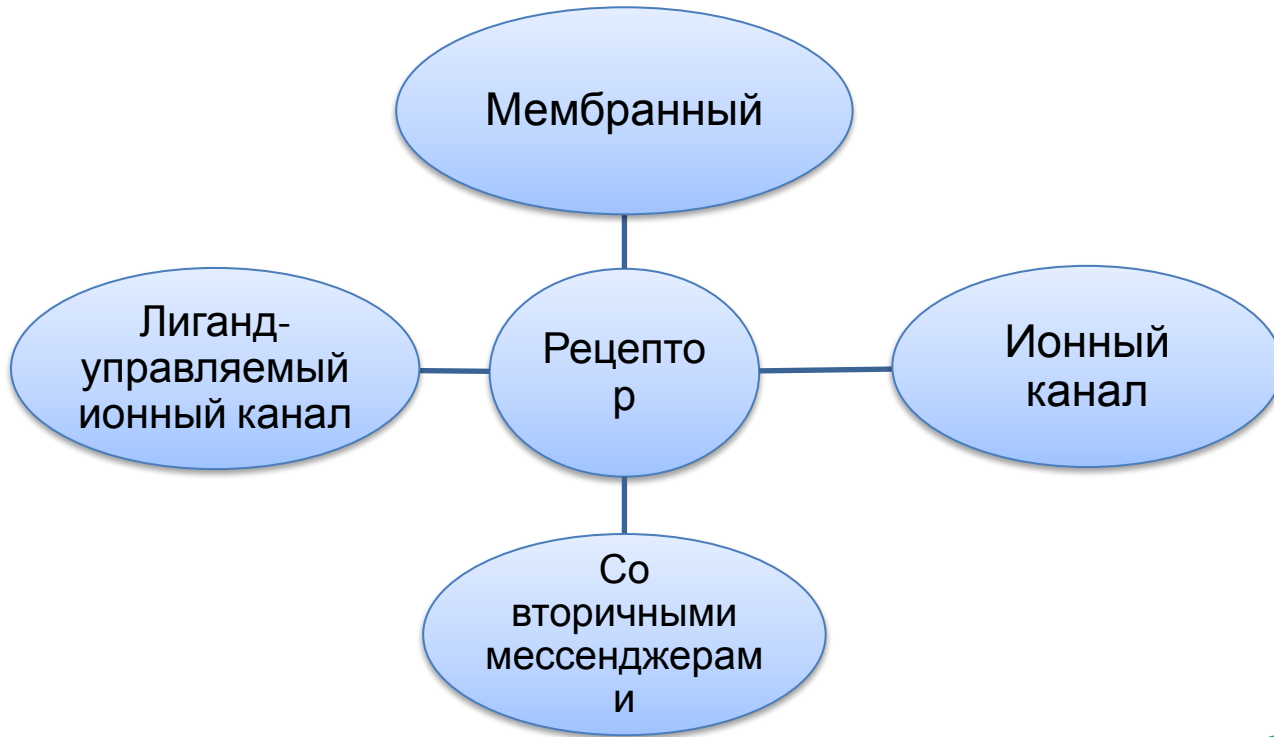 Мембранный
Лиганд-
управляемый
ионный канал
Рецепто
р
Ионный
канал
Со
вторичными
мессенджерам
и